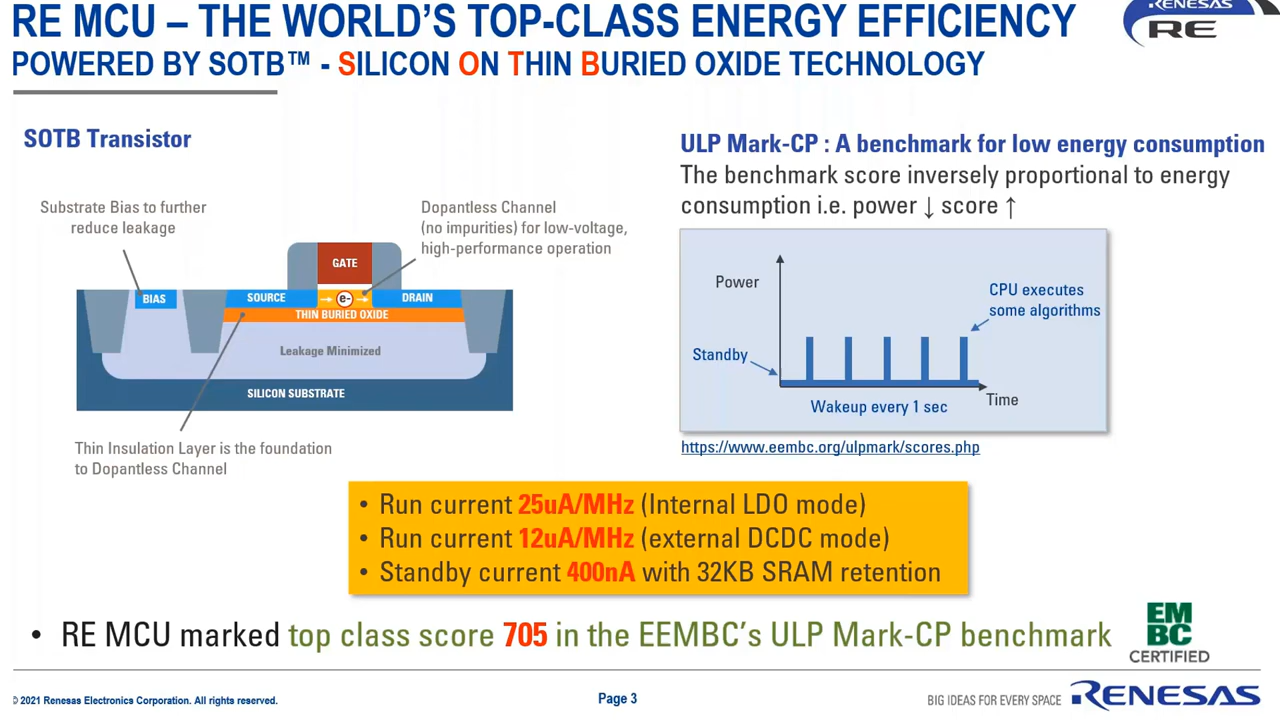 RE MCU – THE WORLD'S TOP-CLASS ENERGY EFFICIENCY
RENESAS
RE
POWERED BY SOTB™ - SILICON ON THIN BURIED OXIDE TECHNOLOGY
SOTB Transistor
Substrate Bias to further
reduce leakage
Dopantless Channel
(no impurities) for low-voltage,
high-performance operation
GATE
BIAS
SOURCE
e-
DRAIN
THIN BURIED OXIDE
Leakage Minimized
SILICON SUBSTRATE
Thin Insulation Layer is the foundation
to Dopantless Channel
ULP Mark-CP : A benchmark for low energy consumption
The benchmark score inversely proportional to energy
consumption i.e. power ↓ score ↑
Power
CPU executes
some algorithms
Standby
Time
Wakeup every 1 sec
https://www.eembc.org/ulpmark/scores.php
• Run current 25uA/MHz (Internal LDO mode)
• Run current 12uA/MHz (external DCDC mode)
• Standby current 400nA with 32KB SRAM retention
• RE MCU marked top class score 705 in the EEMBC's ULP Mark-CP benchmark
EM
BC
CERTIFIED
© 2021 Renesas Electronics Corporation. All rights reserved.
Page 3
BIG IDEAS FOR EVERY SPACE
RENESAS